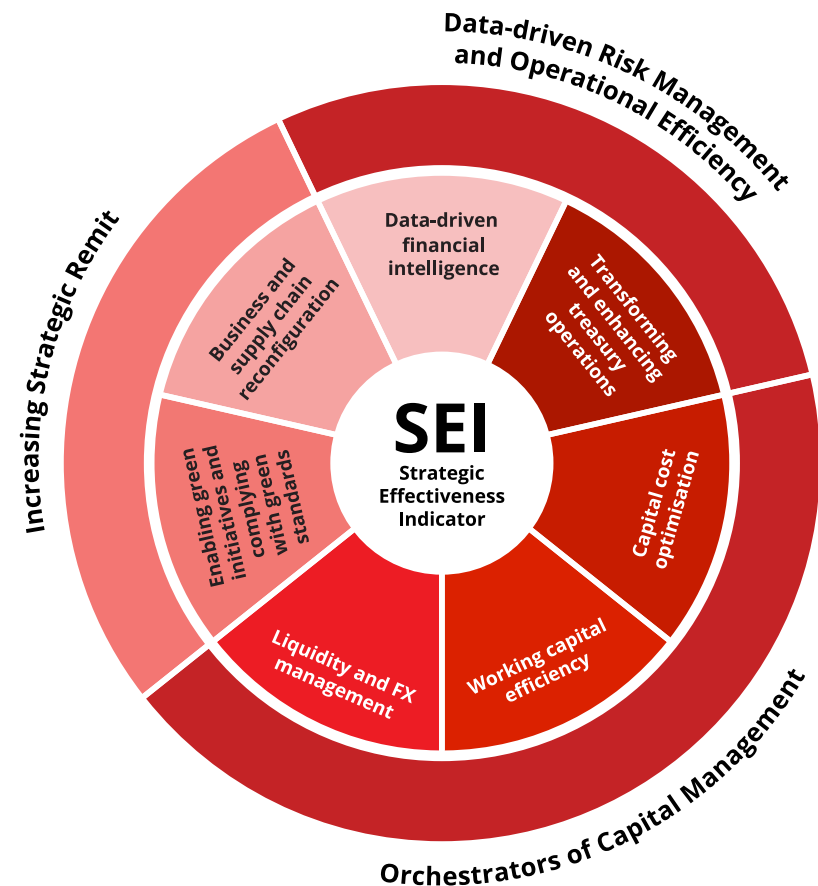 Data-driven Risk Management
and Operational Efficiency
Increasing Strategic Remit
Data-driven
financial
intelligence
Transforming
and enhancing
treasury
operations
Business and
supply chain
reconfiguration
SEI
Strategic
Effectiveness
Indicator
Capital cost
optimisation
Enabling green
initiatives and
complying
with green
standards
Liquidity and FX
management
Working capital
efficiency
Orchestrators of Capital Management